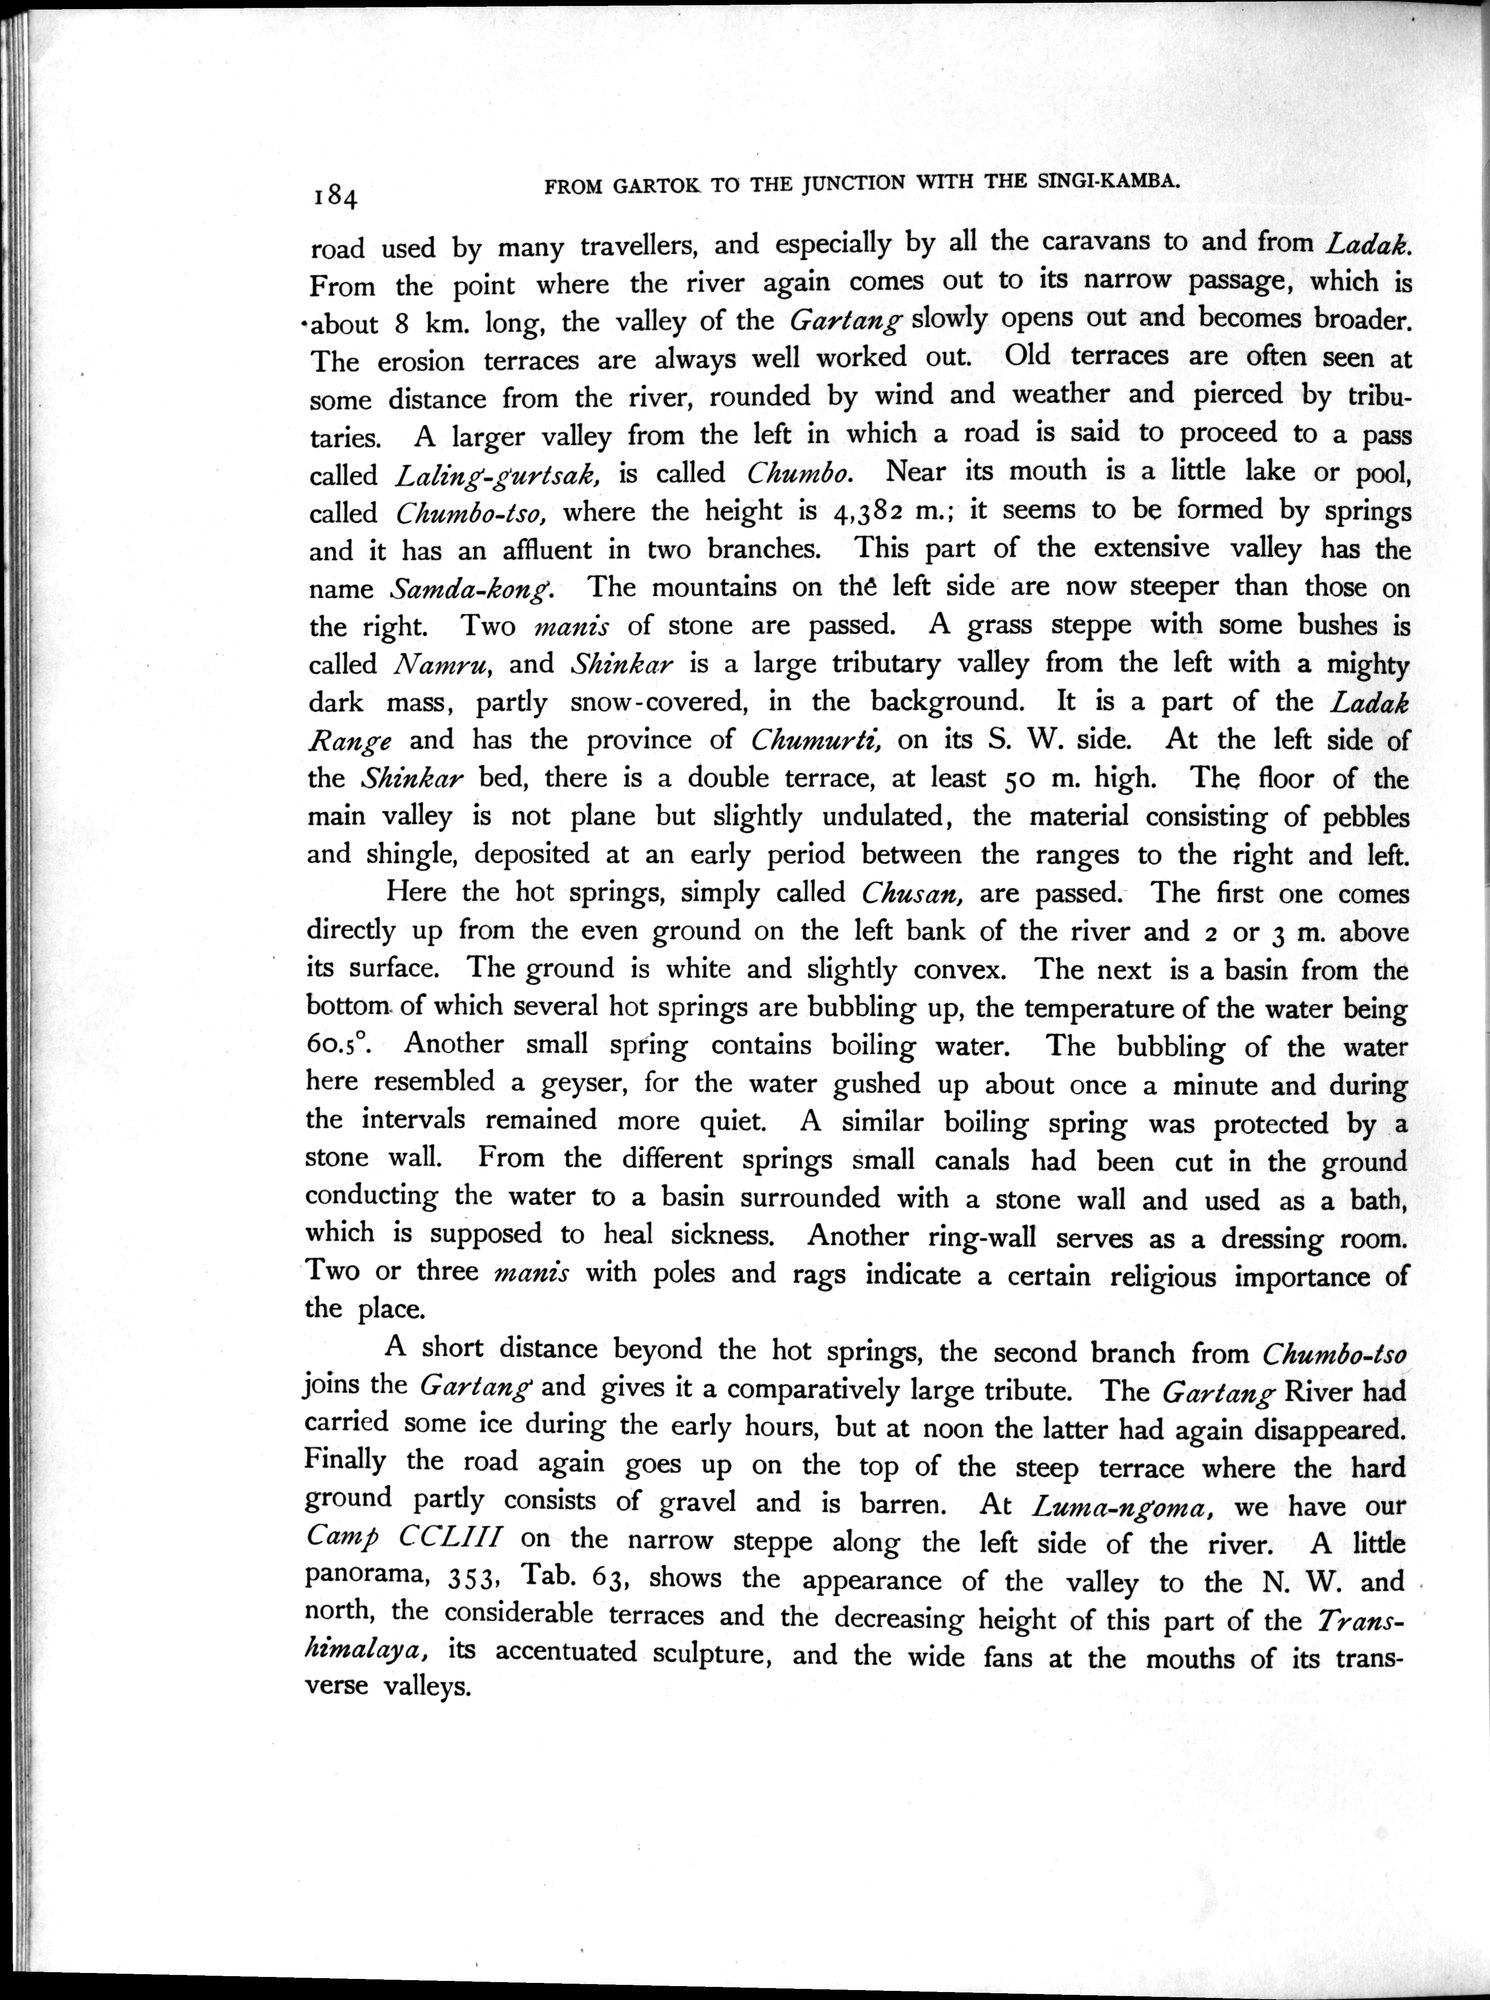 184
FROM GARTOK TO THE JUNCTION WITH THE SINGI-KAMBA.
road used by many travellers, and especially by all the caravans to and from Ladak.
From the point where the river again comes out to its narrow passage, which is
about 8 km. long, the valley of the Gartang slowly opens out and becomes broader.
The erosion terraces are always well worked out. Old terraces are often seen at
some distance from the river, rounded by wind and weather and pierced by tribu-
taries. A larger valley from the left in which a road is said to proceed to a pass
called Laling-gurtsak, is called Chumbo. Near its mouth is a little lake or pool,
called Chumbo-tso, where the height is 4,382 m.; it seems to be formed by springs
and it has an affluent in two branches. This part of the extensive valley has the
name Samda-kong. The mountains on the left side are now steeper than those on
the right. Two manis of stone are passed. A grass steppe with some bushes is
called Namru, and Shinkar is a large tributary valley from the left with a mighty
dark mass, partly snow-covered, in the background. It is a part of the Ladak
Range and has the province of Chumurti, on its S. W. side. At the left side of
the Shinkar bed, there is a double terrace, at least 50 m. high. The floor of the
main valley is not plane but slightly undulated, the material consisting of pebbles
and shingle, deposited at an early period between the ranges to the right and left.
Here the hot springs, simply called Chusan, are passed. The first one comes
directly up from the even ground on the left bank of the river and 2 or 3 m. above
its surface. The ground is white and slightly convex. The next is a basin from the
bottom of which several hot springs are bubbling up, the temperature of the water being
60.5°. Another small spring contains boiling water. The bubbling of the water
here resembled a geyser, for the water gushed up about once a minute and during
the intervals remained more quiet. A similar boiling spring was protected by a
stone wall. From the different springs small canals had been cut in the ground
conducting the water to a basin surrounded with a stone wall and used as a bath,
which is supposed to heal sickness. Another ring-wall serves as a dressing room.
Two or three manis with poles and rags indicate a certain religious importance of
the place.
A short distance beyond the hot springs, the second branch from Chumbo-tso
joins the Gartang and gives it a comparatively large tribute. The Gartang River had
carried some ice during the early hours, but at noon the latter had again disappeared.
Finally the road again goes up on the top of the steep terrace where the hard
ground partly consists of gravel and is barren. At Luma-ngoma, we have our
Camp CCLIII on the narrow steppe along the left side of the river. A little
panorama, 353, Tab. 63, shows the appearance of the valley to the N. W. and
north, the considerable terraces and the decreasing height of this part of the Trans-
himalaya, its accentuated sculpture, and the wide fans at the mouths of its trans-
verse valleys.